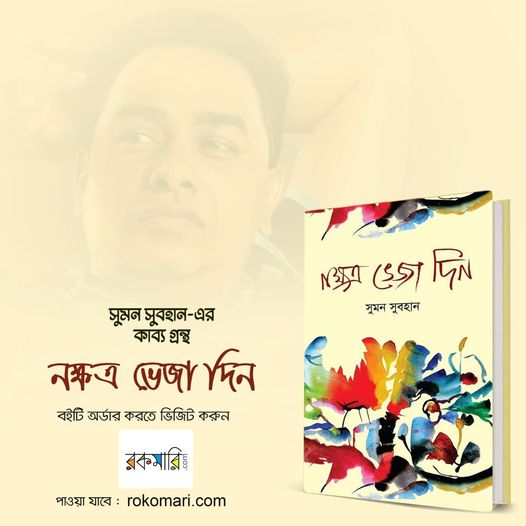 সুমন সুবহান-এর
কাব্য গ্রন্থ
নক্ষত্র ভেজা দিন
বইটি অর্ডার করতে ভিজিট করুন
রকমারি.com
পাওয়া যাবে : rokomari.com
নক্ষত্র ভেজা দিন
সুমন সুবহান